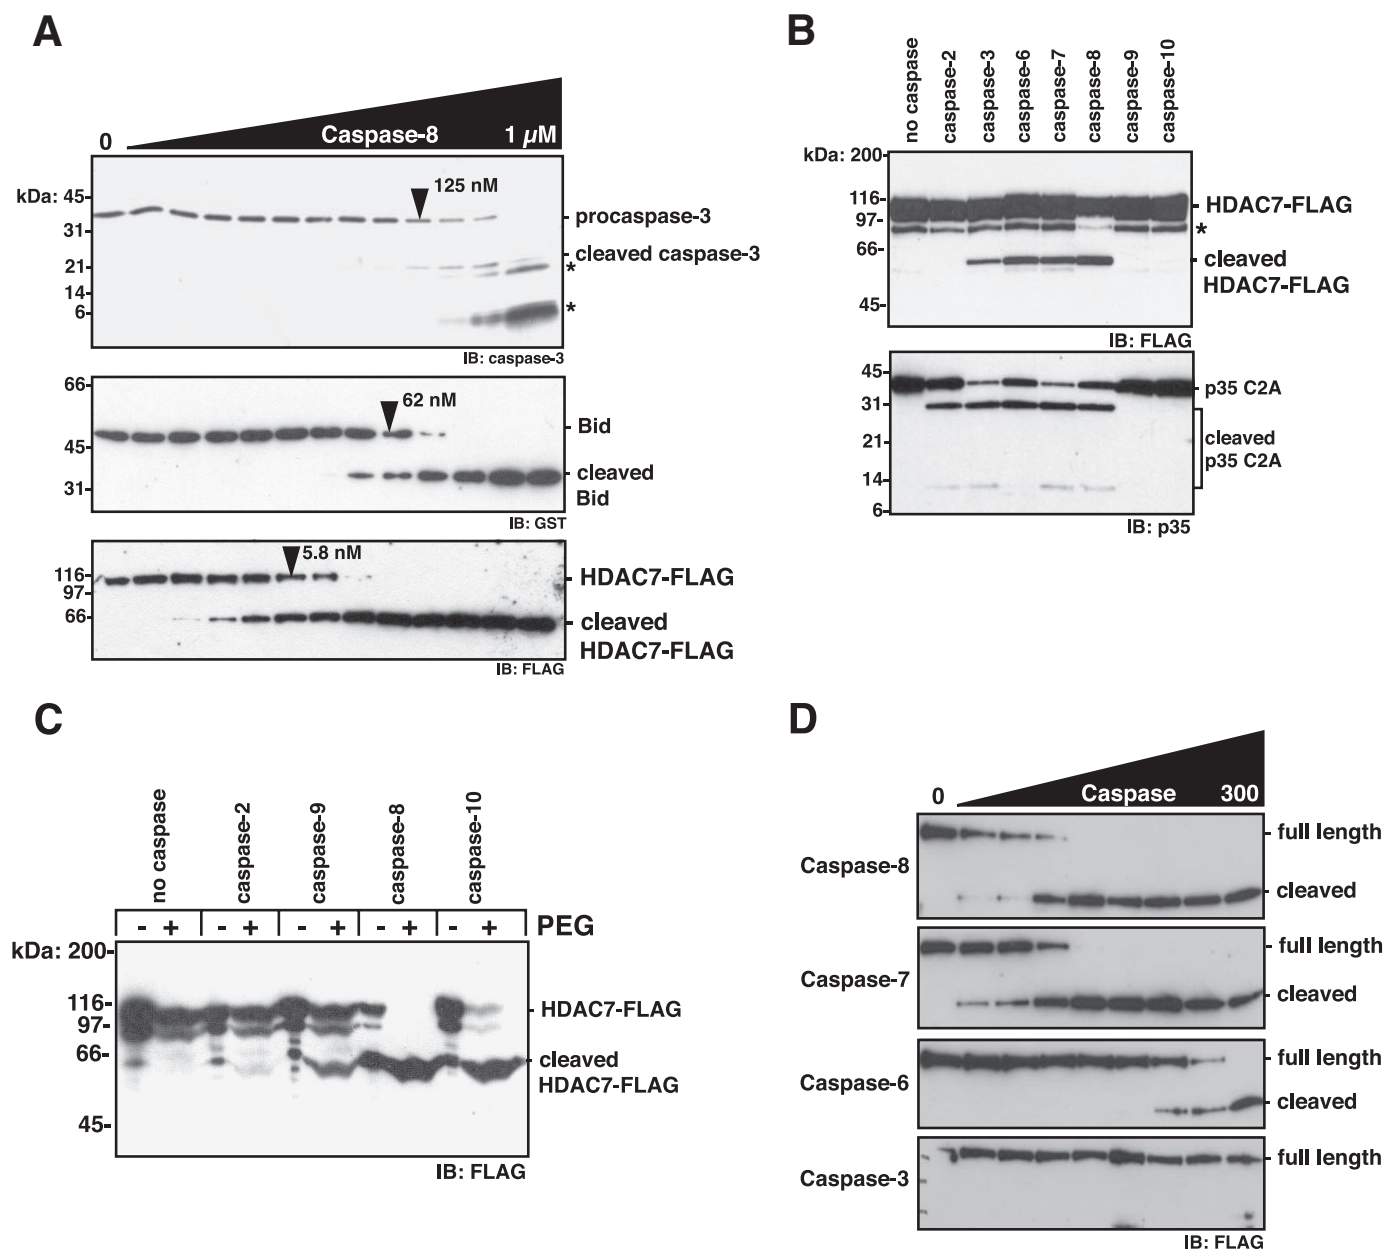 A
0 Caspase-8 1 µM
kDa: 45-
31-
21-
14-
6-
125 nM
procaspase-3
cleaved caspase-3
*
*
IB: caspase-3
66-
45-
31-
62 nM
Bid
cleaved
Bid
IB: GST
116-
97-
66-
5.8 nM
HDAC7-FLAG
cleaved
HDAC7-FLAG
IB: FLAG
B
no caspase
caspase-2
caspase-3
caspase-6
caspase-7
caspase-8
caspase-9
caspase-10
kDa: 200-
116-
97-
66-
45-
HDAC7-FLAG
*
cleaved
HDAC7-FLAG
IB: FLAG
45-
31-
21-
14-
6-
p35 C2A
cleaved
p35 C2A
IB: p35
C
no caspase
caspase-2
caspase-9
caspase-8
caspase-10
- + - + - + - + - + PEG
kDa: 200-
116-
97-
66-
45-
HDAC7-FLAG
cleaved
HDAC7-FLAG
IB: FLAG
D
0 Caspase 300
Caspase-8
full length
cleaved
Caspase-7
full length
cleaved
Caspase-6
full length
cleaved
Caspase-3
full length
IB: FLAG